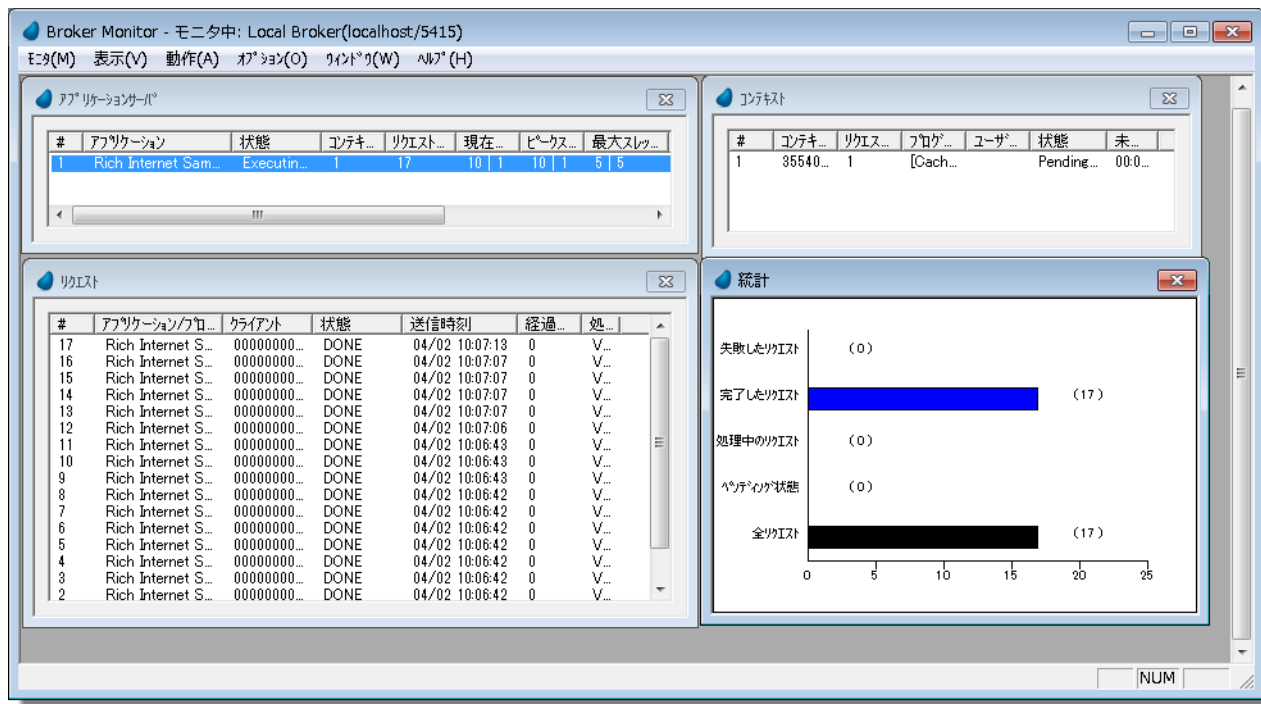 Broker Monitor - モニタ中: Local Broker(localhost/5415)
ﾓﾆﾀ(M) 表示(V) 動作(A) ｵﾌﾟｼｮﾝ(O) ｳｨﾝﾄﾞｳ(W) ﾍﾙﾌﾟ(H)
ｱﾌﾟﾘｹｰｼｮﾝｻｰﾊﾞ
# ｱﾌﾟﾘｹｰｼｮﾝ 状態 ｺﾝﾃｷ... ﾘｸｴｽﾄ... 現在... ﾋﾟｰｸｽ... 最大ｽﾚｯ...
1 Rich Internet Sam... Executin... 1 17 10 | 1 10 | 1 5 | 5
ｺﾝﾃｷｽﾄ
# ｺﾝﾃｷ... ﾘｸｴｽ... ﾌﾟﾛｸﾞ... ﾕｰｻﾞ... 状態 未...
1 35540... 1 [Cach... Pending... 00:0...
ﾘｸｴｽﾄ
# ｱﾌﾟﾘｹｰｼｮﾝ/ﾌﾟﾛ... ｸﾗｲｱﾝﾄ 状態 送信時刻 経過... 処...
17 Rich Internet S... 00000000... DONE 04/02 10:07:13 0 V...
16 Rich Internet S... 00000000... DONE 04/02 10:07:07 0 V...
15 Rich Internet S... 00000000... DONE 04/02 10:07:07 0 V...
14 Rich Internet S... 00000000... DONE 04/02 10:07:07 0 V...
13 Rich Internet S... 00000000... DONE 04/02 10:07:07 0 V...
12 Rich Internet S... 00000000... DONE 04/02 10:07:06 0 V...
11 Rich Internet S... 00000000... DONE 04/02 10:06:43 0 V...
10 Rich Internet S... 00000000... DONE 04/02 10:06:43 0 V...
9 Rich Internet S... 00000000... DONE 04/02 10:06:43 0 V...
8 Rich Internet S... 00000000... DONE 04/02 10:06:42 0 V...
7 Rich Internet S... 00000000... DONE 04/02 10:06:42 0 V...
6 Rich Internet S... 00000000... DONE 04/02 10:06:42 0 V...
5 Rich Internet S... 00000000... DONE 04/02 10:06:42 0 V...
4 Rich Internet S... 00000000... DONE 04/02 10:06:42 0 V...
3 Rich Internet S... 00000000... DONE 04/02 10:06:42 0 V...
2 Rich Internet S... 00000000... DONE 04/02 10:06:42 0 V...
統計
失敗したﾘｸｴｽﾄ (0)
完了したﾘｸｴｽﾄ (17)
処理中のﾘｸｴｽﾄ (0)
ﾍﾟﾝﾃﾞｨﾝｸﾞ状態 (0)
全ﾘｸｴｽﾄ (17)
0 5 10 15 20 25
NUM